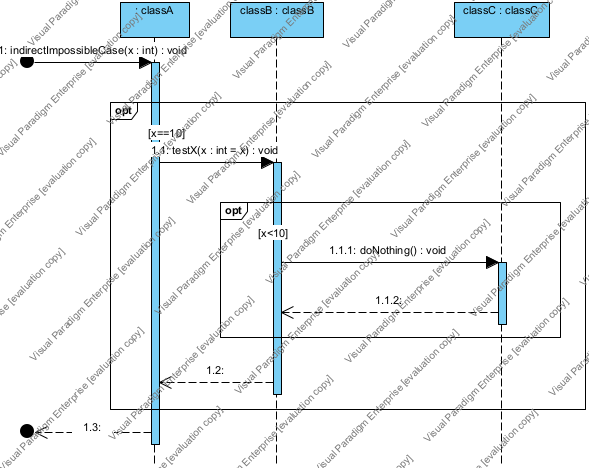 : classA
classB : classB
classC : classC
1: indirectImpossibleCase(x : int) : void
opt
[x==10]
1.1: testX(x : int = x) : void
opt
[x<10]
1.1.1: doNothing() : void
1.1.2:
1.2:
1.3:
Visual Paradigm Enterprise [evaluation copy]